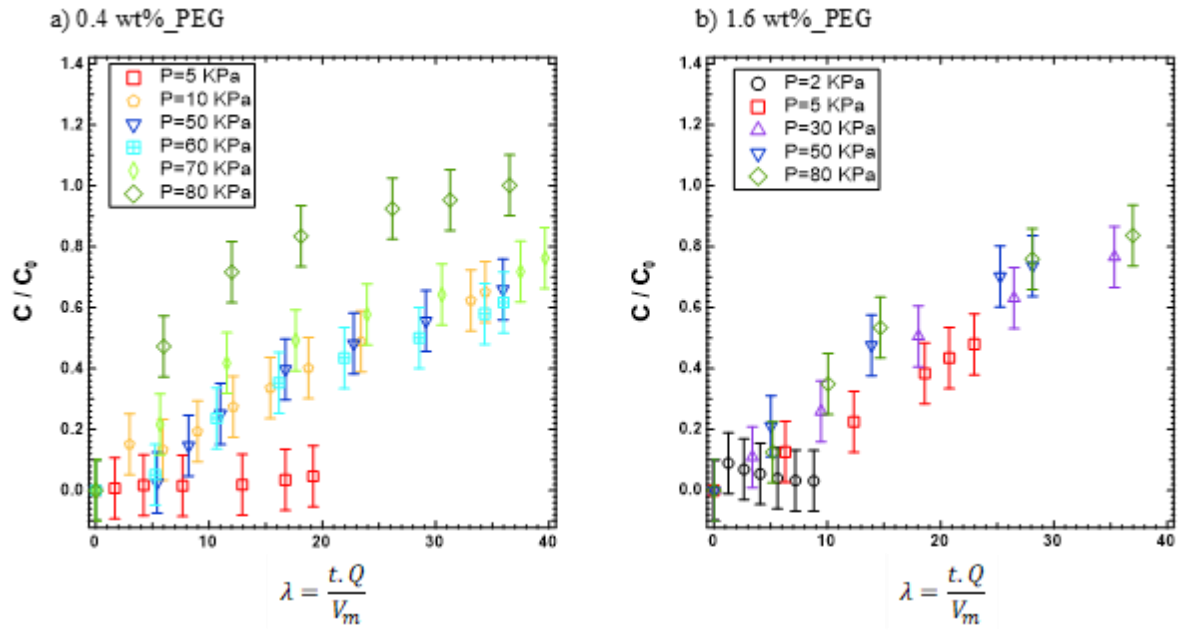 a) 0.4 wt%_PEG
1.4
1.2
1.0
0.8
0.6
0.4
0.2
0.0
C / C₀
P=5 KPa
P=10 KPa
P=50 KPa
P=60 KPa
P=70 KPa
P=80 KPa
0 10 20 30 40
λ = t. Q / V_m
b) 1.6 wt%_PEG
1.4
1.2
1.0
0.8
0.6
0.4
0.2
0.0
C / C₀
P=2 KPa
P=5 KPa
P=30 KPa
P=50 KPa
P=80 KPa
0 10 20 30 40
λ = t. Q / V_m